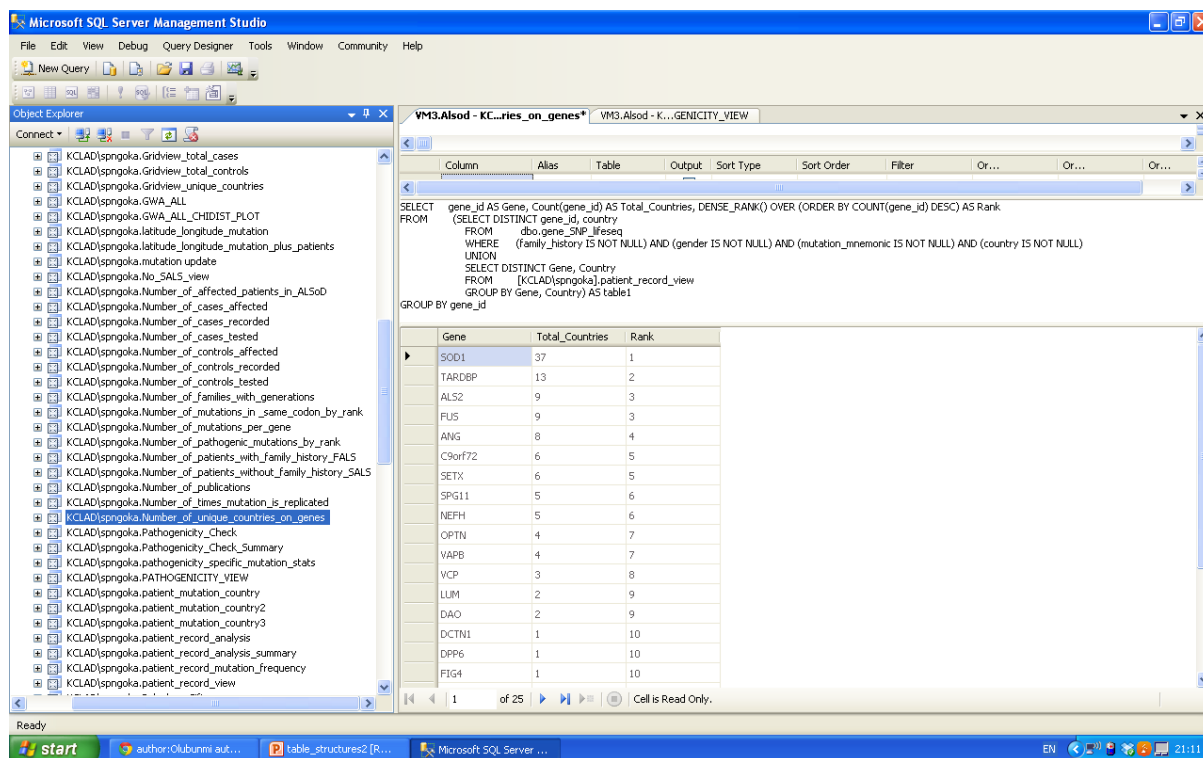 Microsoft SQL Server Management Studio
File Edit View Debug Query Designer Tools Window Community Help
New Query
Object Explorer
VM3.Alsod - KC...ries_on_genes* VM3.Alsod - K...GENICITY_VIEW
Connect
KCLAD\spngoka.Gridview_total_cases
KCLAD\spngoka.Gridview_total_controls
KCLAD\spngoka.Gridview_unique_countries
KCLAD\spngoka.GWA_ALL
KCLAD\spngoka.GWA_ALL_CHIDIST_PLOT
KCLAD\spngoka.latitude_longitude_mutation
KCLAD\spngoka.latitude_longitude_mutation_plus_patients
KCLAD\spngoka.mutation update
KCLAD\spngoka.No_SALS_view
KCLAD\spngoka.Number_of_affected_patients_in_ALSoD
KCLAD\spngoka.Number_of_cases_affected
KCLAD\spngoka.Number_of_cases_recorded
KCLAD\spngoka.Number_of_cases_tested
KCLAD\spngoka.Number_of_controls_affected
KCLAD\spngoka.Number_of_controls_recorded
KCLAD\spngoka.Number_of_controls_tested
KCLAD\spngoka.Number_of_families_with_generations
KCLAD\spngoka.Number_of_mutations_in _same_codon_by_rank
KCLAD\spngoka.Number_of_mutations_per_gene
KCLAD\spngoka.Number_of_pathogenic_mutations_by_rank
KCLAD\spngoka.Number_of_patients_with_family_history_FALS
KCLAD\spngoka.Number_of_patients_without_family_history_SALS
KCLAD\spngoka.Number_of_publications
KCLAD\spngoka.Number_of_times_mutation_is_replicated
KCLAD\spngoka.Number_of_unique_countries_on_genes
KCLAD\spngoka.Pathogenicity_Check
KCLAD\spngoka.Pathogenicity_Check_Summary
KCLAD\spngoka.pathogenicity_specific_mutation_stats
KCLAD\spngoka.PATHOGENICITY_VIEW
KCLAD\spngoka.patient_mutation_country
KCLAD\spngoka.patient_mutation_country2
KCLAD\spngoka.patient_mutation_country3
KCLAD\spngoka.patient_record_analysis
KCLAD\spngoka.patient_record_analysis_summary
KCLAD\spngoka.patient_record_mutation_frequency
KCLAD\spngoka.patient_record_view
Column Alias Table Output Sort Type Sort Order Filter Or... Or... Or...
SELECT gene_id AS Gene, Count(gene_id) AS Total_Countries, DENSE_RANK() OVER (ORDER BY COUNT(gene_id) DESC) AS Rank
FROM (SELECT DISTINCT gene_id, country
FROM dbo.gene_SNP_lifeseq
WHERE (family_history IS NOT NULL) AND (gender IS NOT NULL) AND (mutation_mnemonic IS NOT NULL) AND (country IS NOT NULL)
UNION
SELECT DISTINCT Gene, Country
FROM [KCLAD\spngoka].patient_record_view
GROUP BY Gene, Country) AS table1
GROUP BY gene_id
Gene Total_Countries Rank
SOD1 37 1
TARDBP 13 2
ALS2 9 3
FUS 9 3
ANG 8 4
C9orf72 6 5
SETX 6 5
SPG11 5 6
NEFH 5 6
OPTN 4 7
VAPB 4 7
VCP 3 8
LUM 2 9
DAO 2 9
DCTN1 1 10
DPP6 1 10
FIG4 1 10
1 of 25 Cell is Read Only.
Ready
start author:Olubunmi aut... table_structures2 [R... Microsoft SQL Server ... EN 21:11